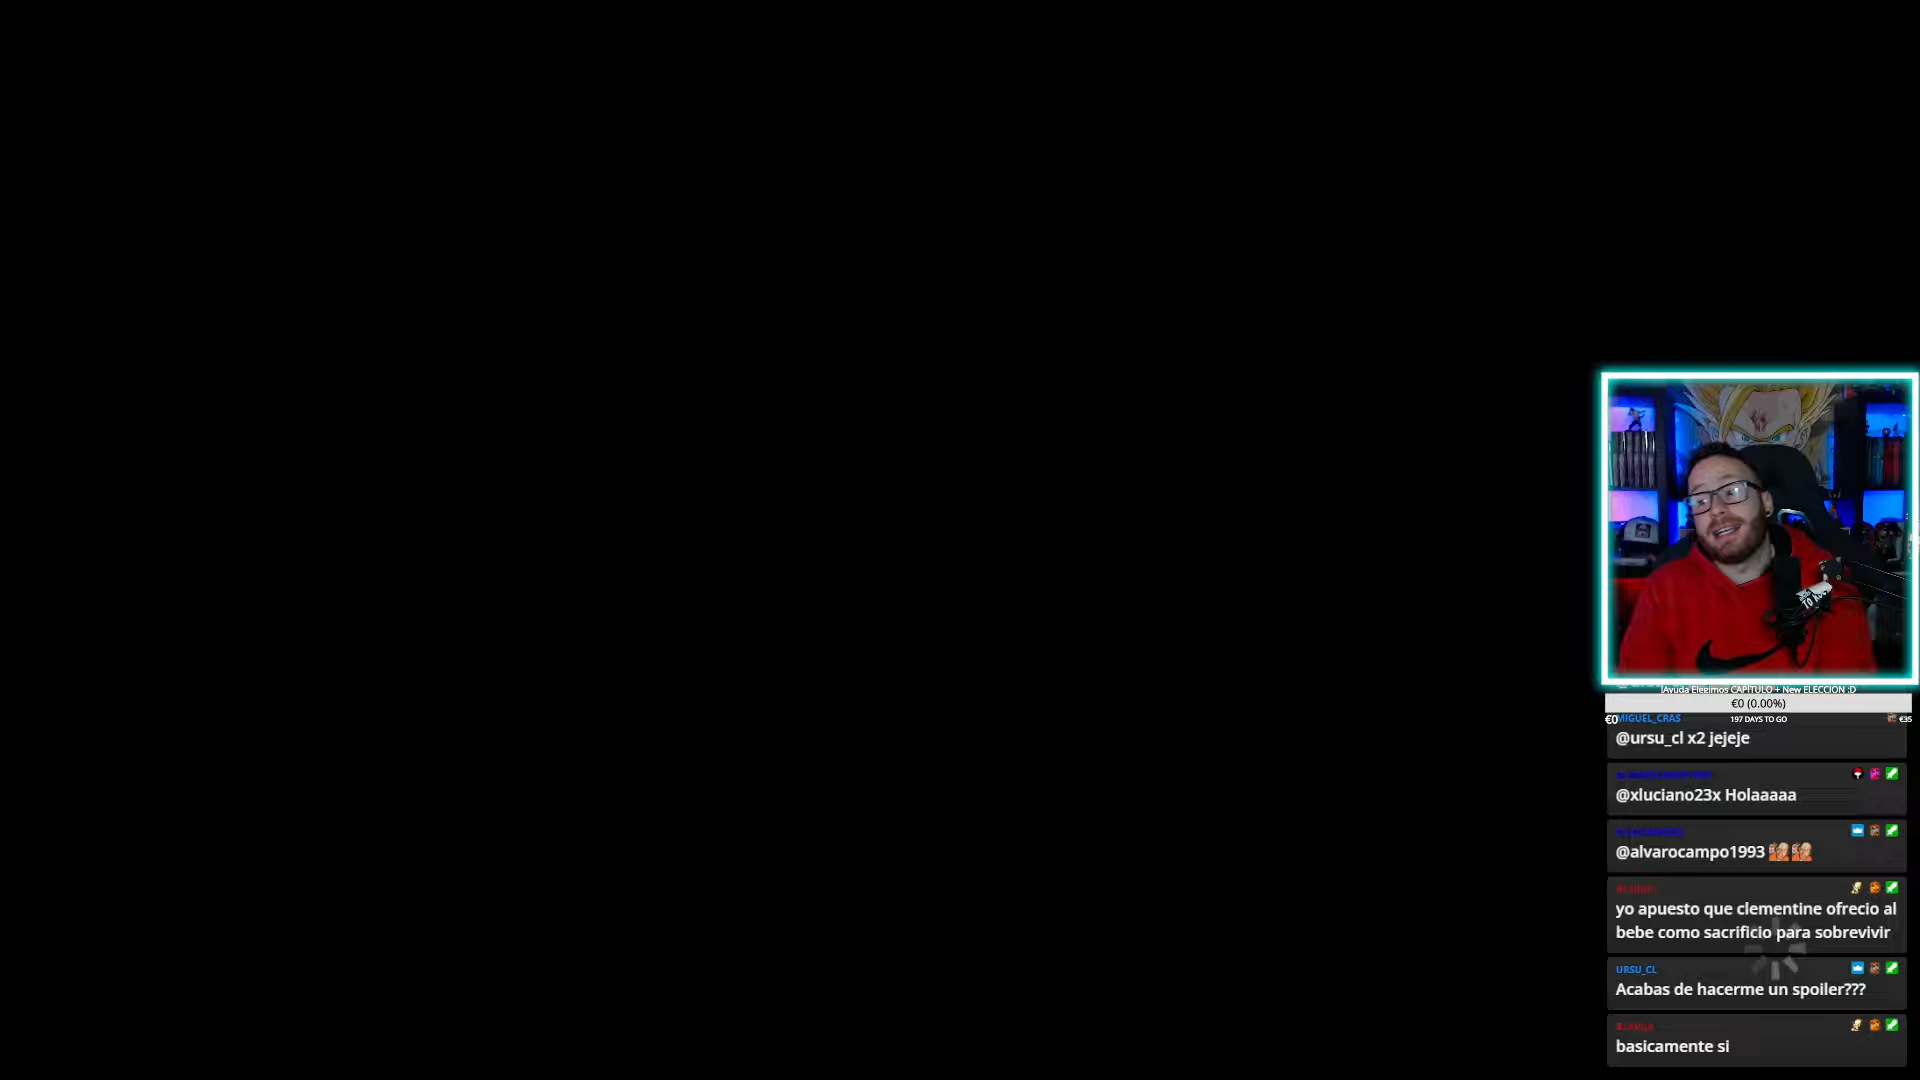 ¡Ayuda Elegimos CAPÍTULO + New ELECCION :D
€0 (0.00%)
€0
197 DAYS TO GO
€35
MIGUEL_CRAS
@ursu_cl x2 jejeje
@xluciano23x Holaaaaa
@alvarocampo1993
yo apuesto que clementine ofrecio al
bebe como sacrificio para sobrevivir
URSU_CL
Acabas de hacerme un spoiler???
basicamente si